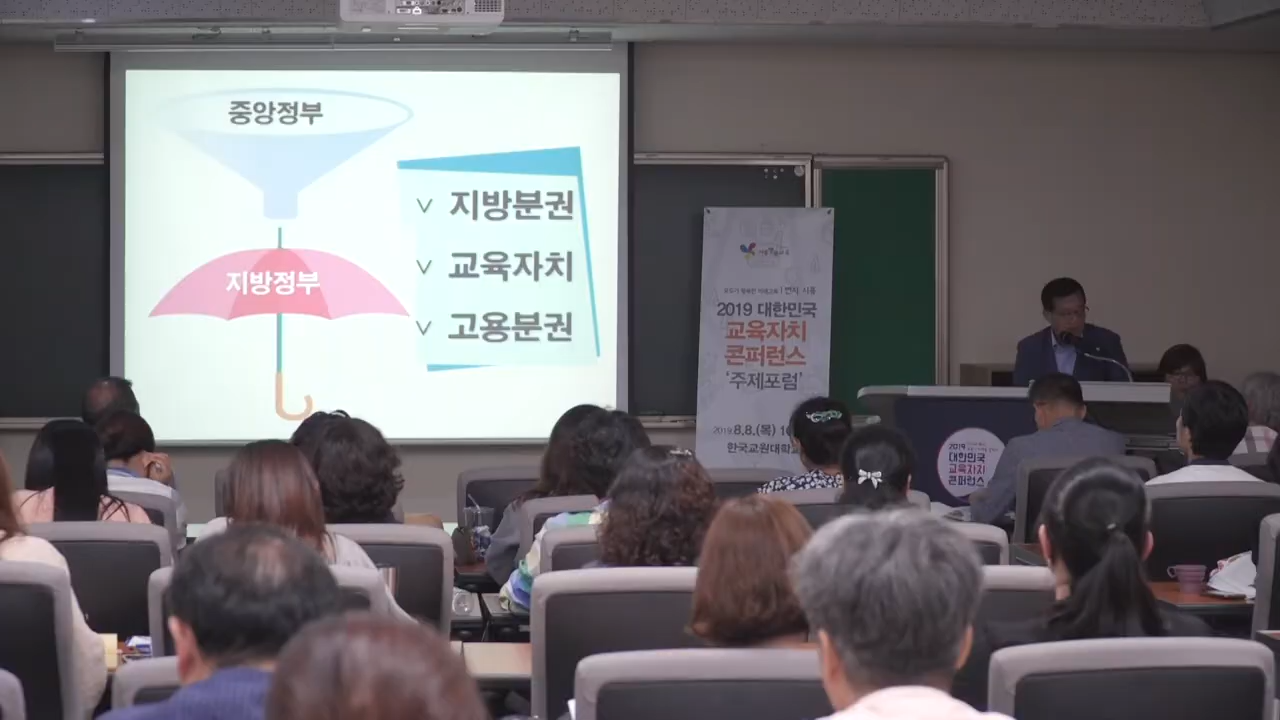 중앙정부
지방정부
지방분권
교육자치
고용분권
2019 대한민국
교육자치
콘퍼런스
'주제포럼'
2019 8.8.(목)
한국교원대학교
2019
대한민국
교육자치
콘퍼런스